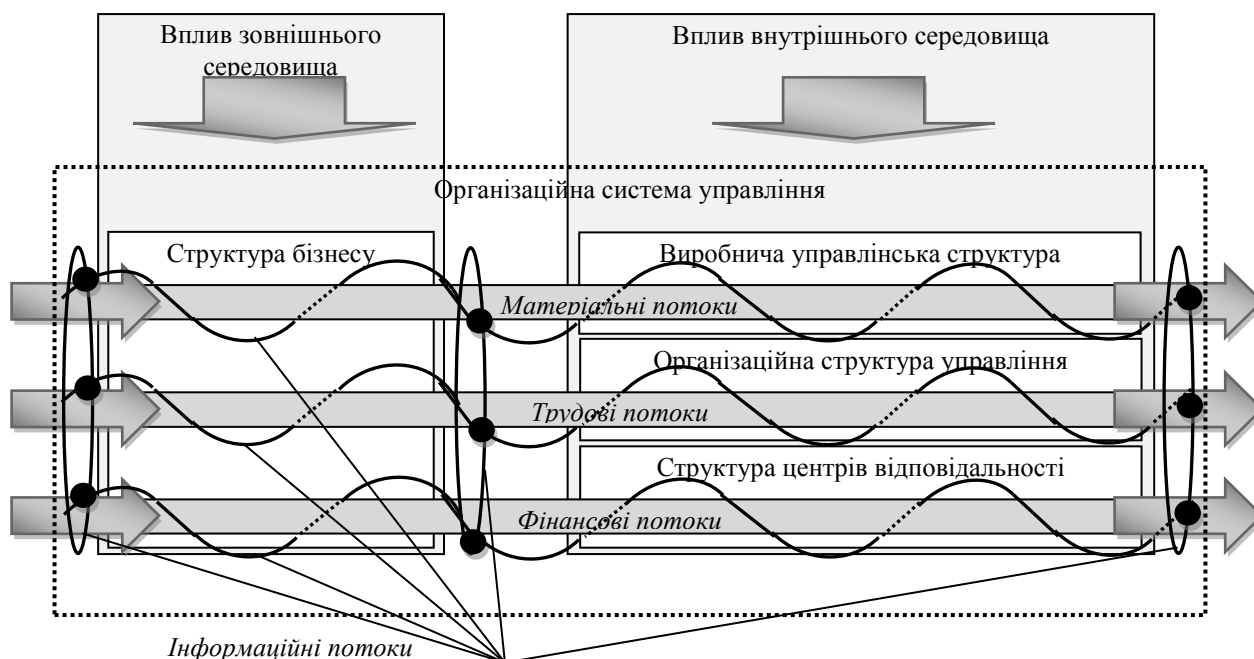 Вплив зовнішнього
середовища
Вплив внутрішнього середовища
Організаційна система управління
Структура бізнесу
Виробнича управлінська структура
Матеріальні потоки
Організаційна структура управління
Трудові потоки
Структура центрів відповідальності
Фінансові потоки
Інформаційні потоки